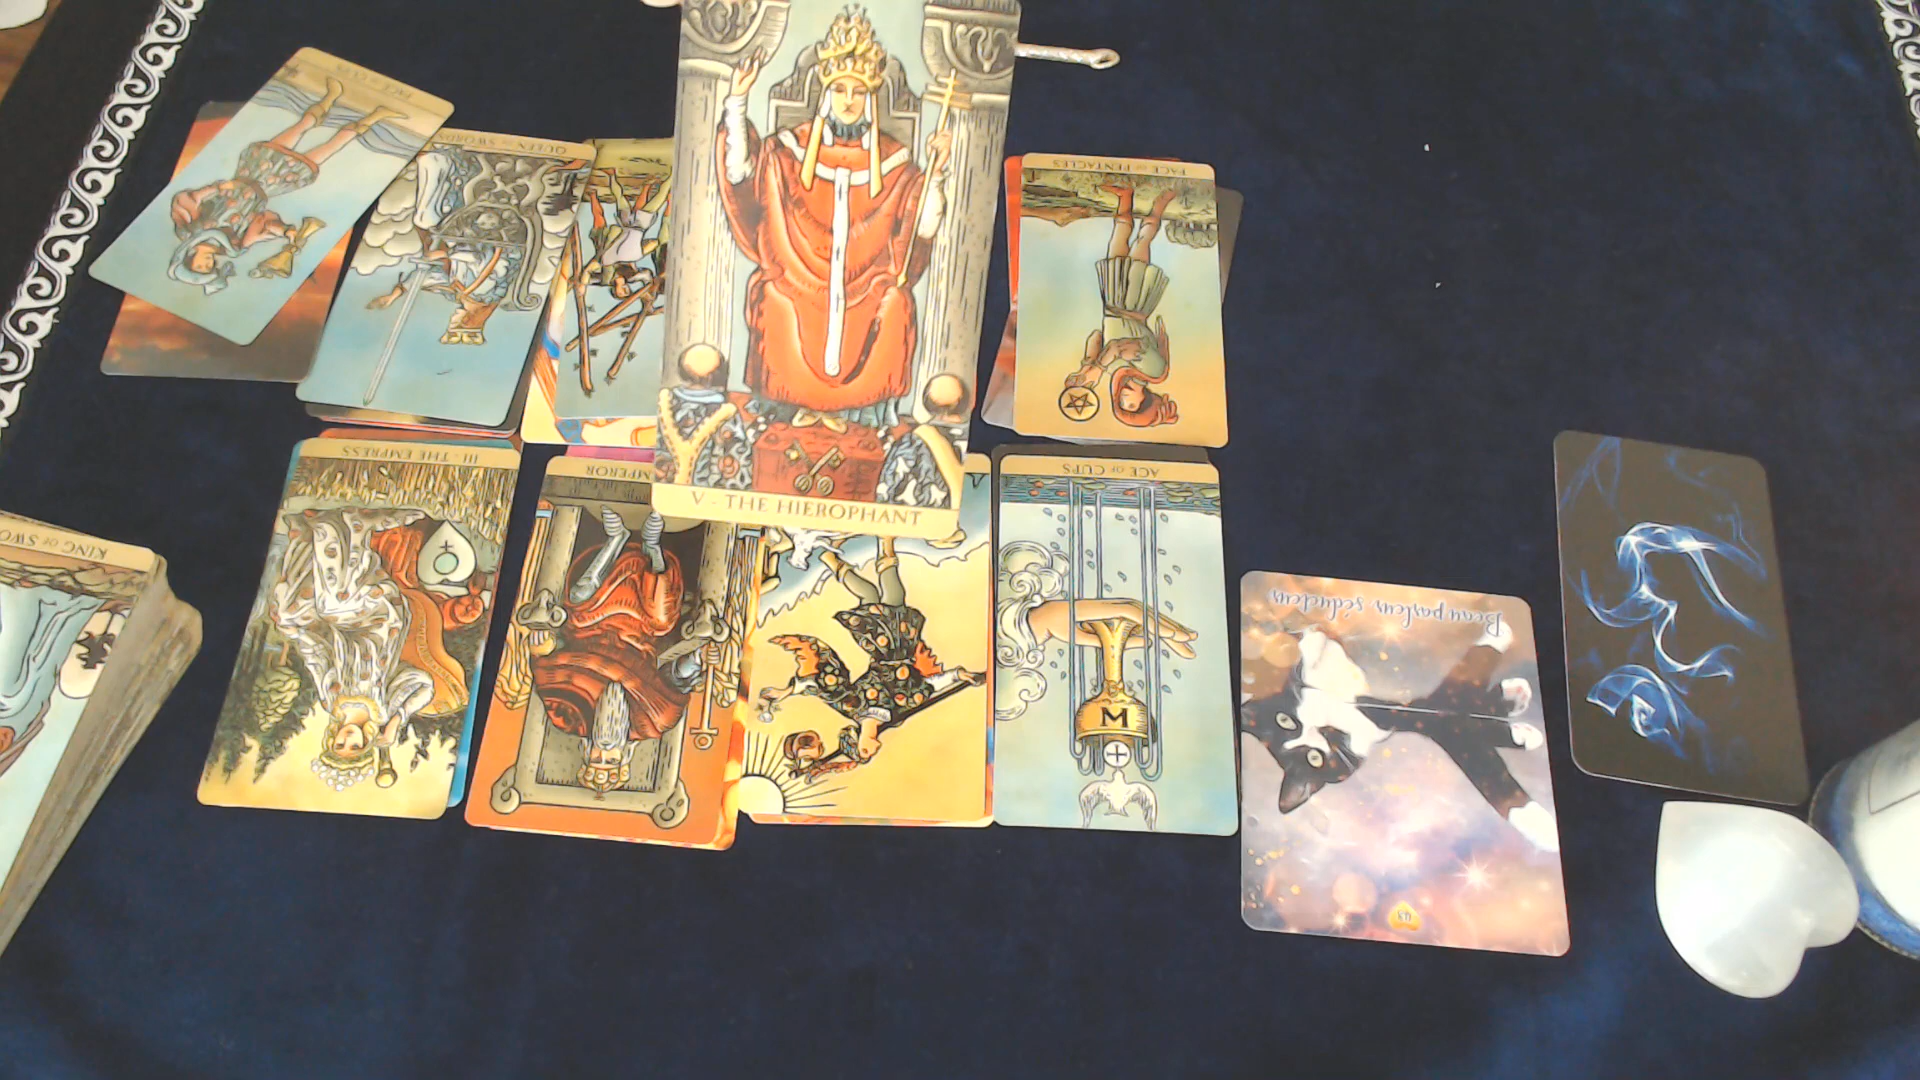 PAGE OF CUPS
QUEEN OF SWORDS
PAGE OF PENTACLES
V - THE HIEROPHANT
III - THE EMPRESS
EMPEROR
ACE OF CUPS
M
KING OF SWO
Beau parleur séducteur